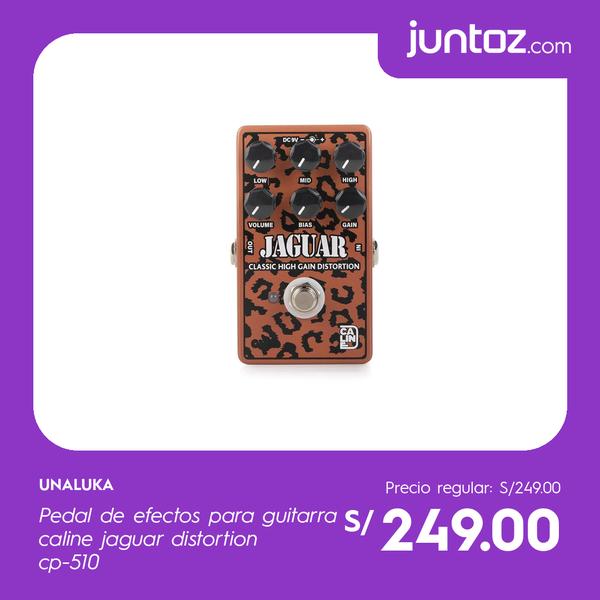 juntoz.com
DC 9V
LOW MID HIGH
VOLUME BIAS GAIN
OUT JAGUAR IN
CLASSIC HIGH GAIN DISTORTION
CALINE
UNALUKA
Precio regular: S/249.00
Pedal de efectos para guitarra
caline jaguar distortion
cp-510
S/ 249.00